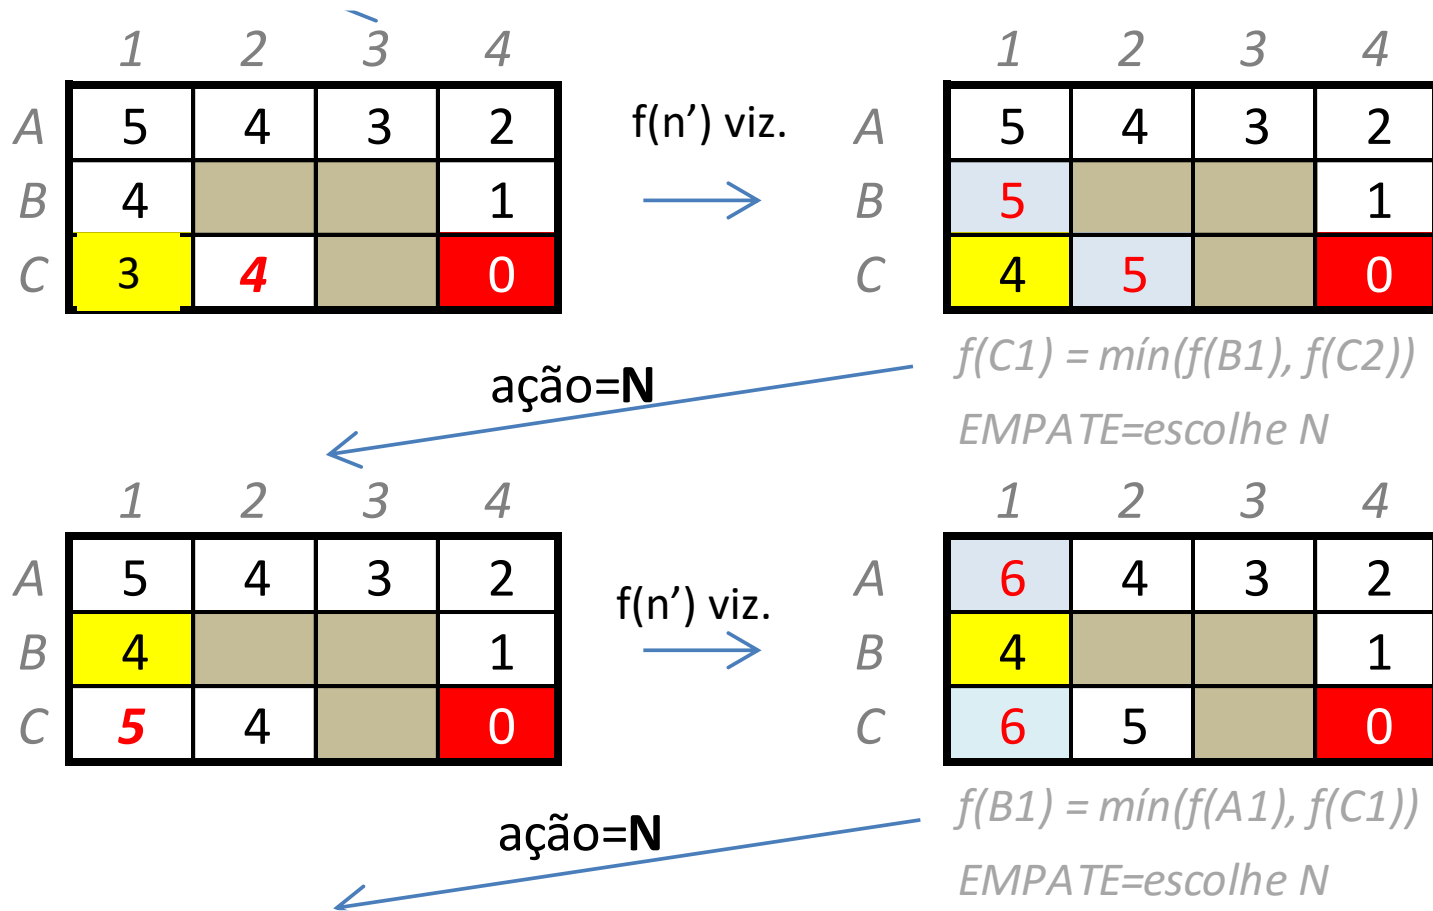 1 2 3 4
A 5 4 3 2
B 4 1
C 3 4 0
f(n') viz.
1 2 3 4
A 5 4 3 2
B 5 1
C 4 5 0
f(C1) = mín(f(B1), f(C2))
EMPATE=escolhe N
ação=N
1 2 3 4
A 5 4 3 2
B 4 1
C 5 4 0
f(n') viz.
1 2 3 4
A 6 4 3 2
B 4 1
C 6 5 0
f(B1) = mín(f(A1), f(C1))
EMPATE=escolhe N
ação=N